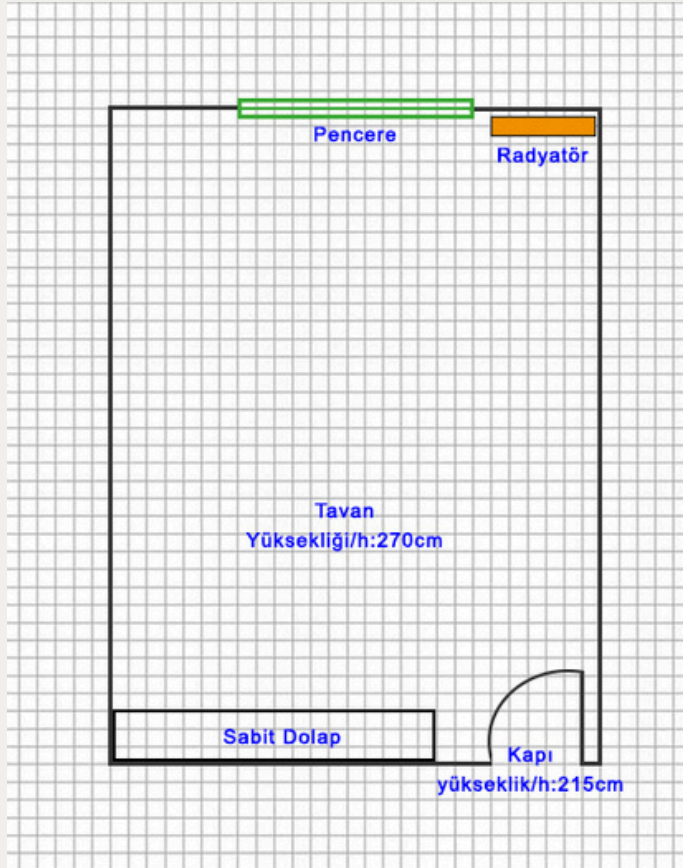 Pencere
Radyatör
Tavan
Yüksekliği/h:270cm
Sabit Dolap
Kapı
yükseklik/h:215cm